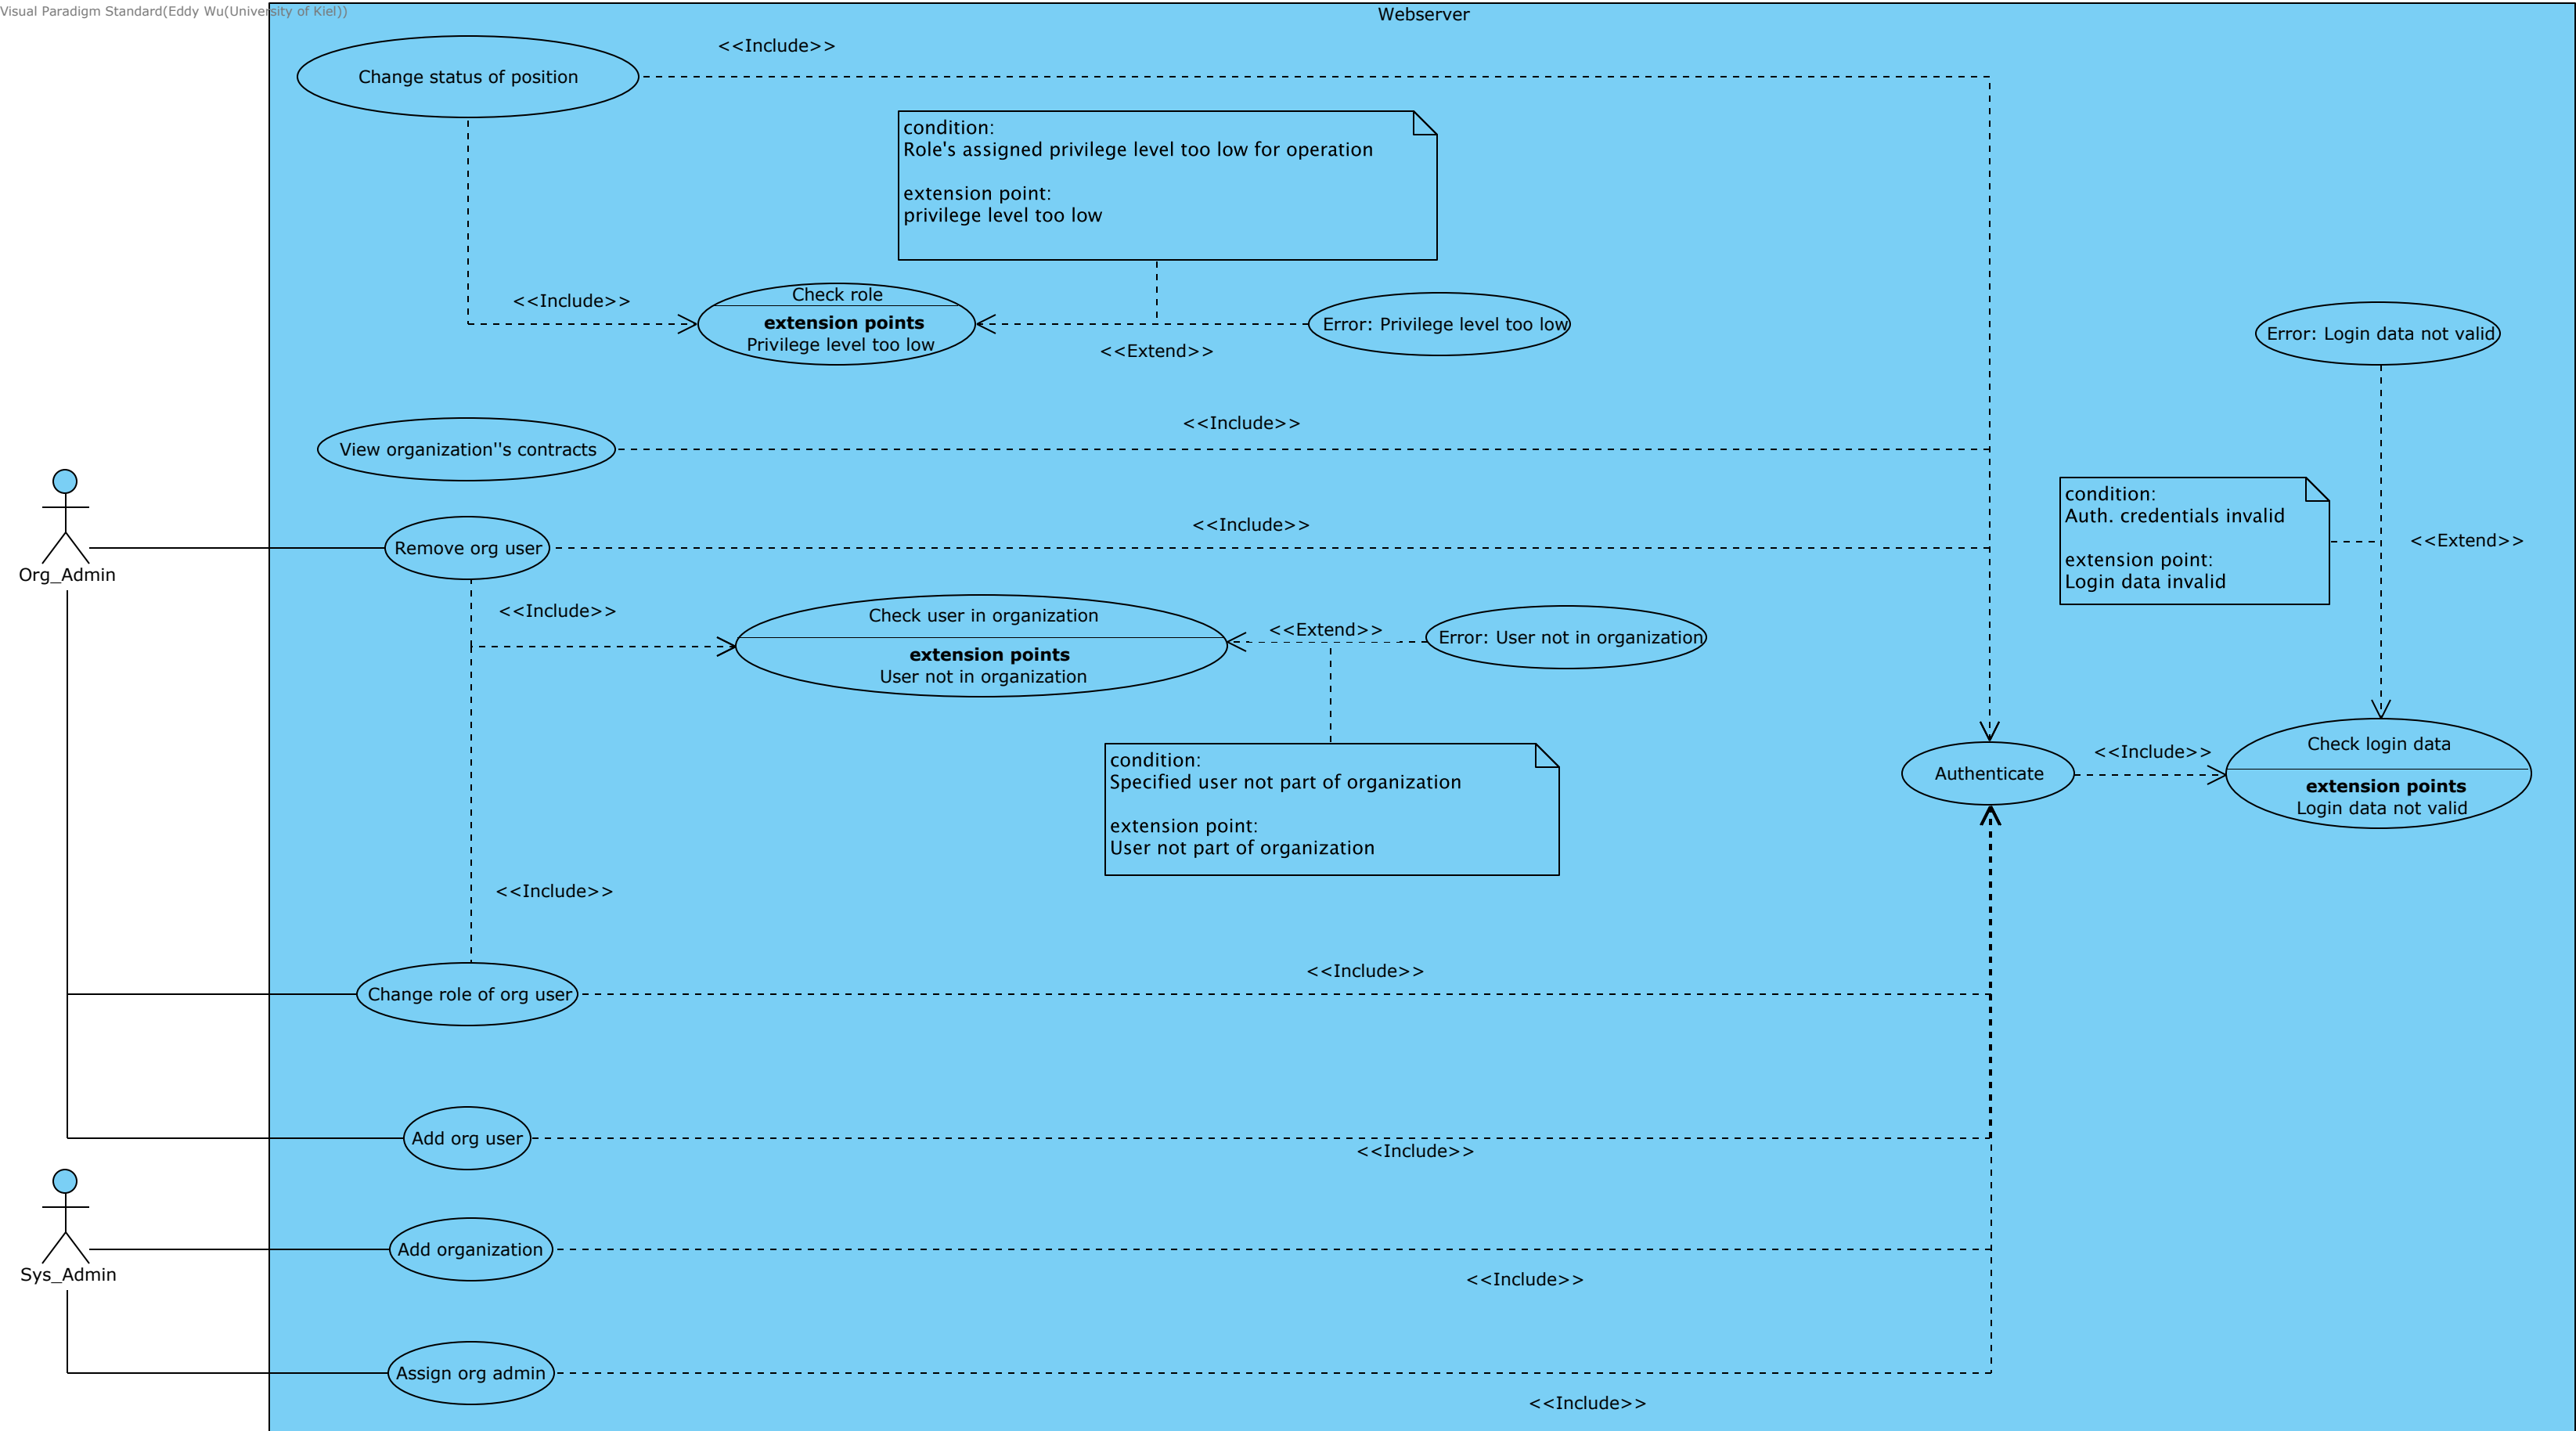 Visual Paradigm Standard(Eddy Wu(University of Kiel))
Webserver
<<Include>>
Change status of position
condition:
Role's assigned privilege level too low for operation
extension point:
privilege level too low
<<Include>>
Check role
extension points
Privilege level too low
<<Extend>>
Error: Privilege level too low
Error: Login data not valid
<<Include>>
View organization''s contracts
condition:
Auth. credentials invalid
extension point:
Login data invalid
<<Extend>>
Org_Admin
<<Include>>
Remove org user
<<Include>>
Check user in organization
extension points
User not in organization
<<Extend>>
Error: User not in organization
condition:
Specified user not part of organization
extension point:
User not part of organization
Authenticate
<<Include>>
Check login data
extension points
Login data not valid
<<Include>>
<<Include>>
Change role of org user
Add org user
<<Include>>
Sys_Admin
Add organization
<<Include>>
Assign org admin
<<Include>>